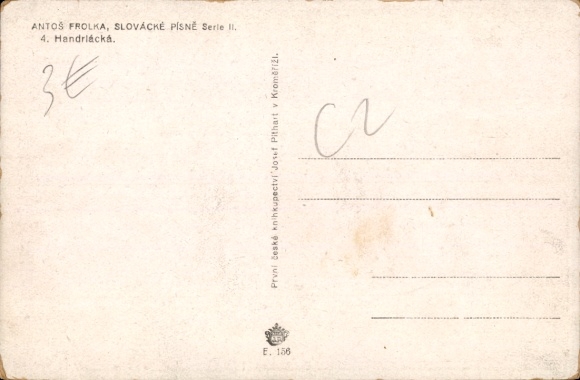 ANTOŠ FROLKA, SLOVÁCKÉ PÍSNĚ Serie II.
4. Handrlácká.
3€
První české knihkupectví Josef Pithart v Kroměříži.
CZ
E. 156